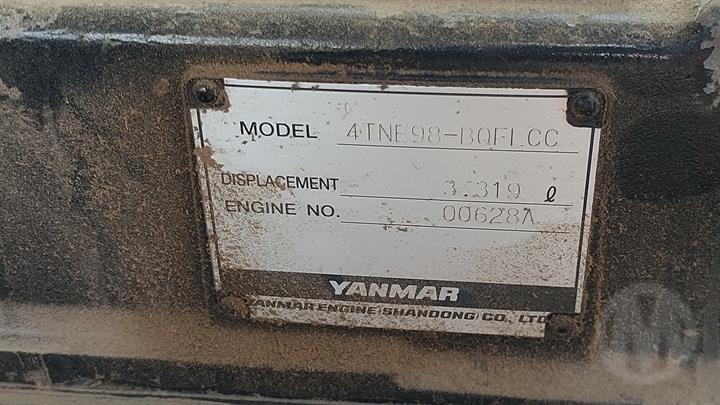 MODEL 4TNE98-BQFLCC
DISPLACEMENT 3.319 ℓ
ENGINE NO. 00628A
YANMAR
YANMAR ENGINE (SHANDONG) CO., LTD